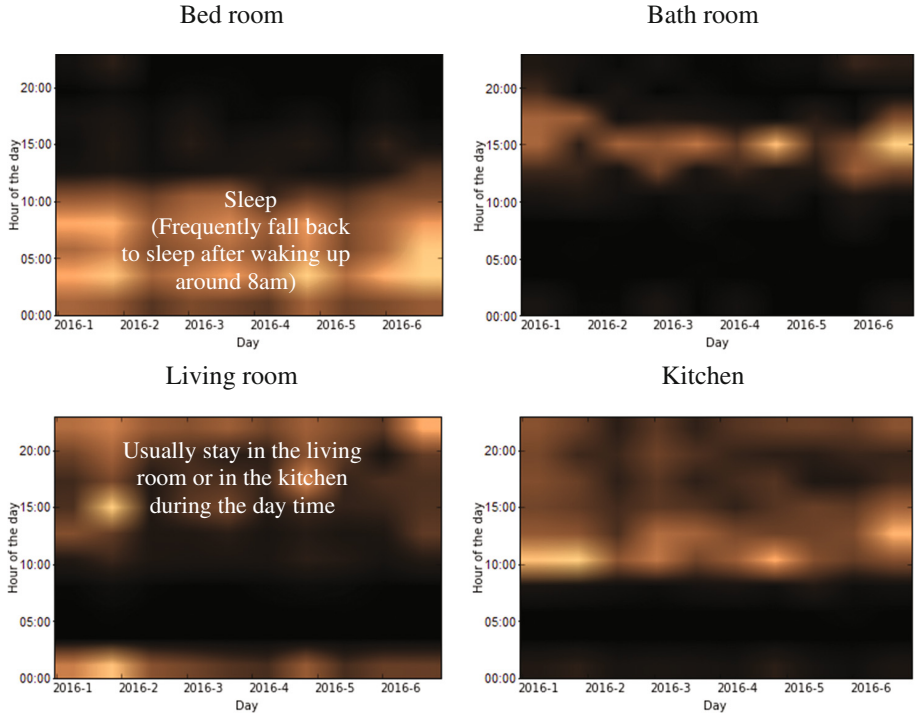 Bed room
20:00
15:00
10:00
05:00
00:00
Hour of the day
Sleep
(Frequently fall back
to sleep after waking up
around 8am)
2016-1 2016-2 2016-3 2016-4 2016-5 2016-6
Day
Bath room
20:00
15:00
10:00
05:00
00:00
Hour of the day
2016-1 2016-2 2016-3 2016-4 2016-5 2016-6
Day
Living room
20:00
15:00
10:00
05:00
00:00
Hour of the day
Usually stay in the living
room or in the kitchen
during the day time
2016-1 2016-2 2016-3 2016-4 2016-5 2016-6
Day
Kitchen
20:00
15:00
10:00
05:00
00:00
Hour of the day
2016-1 2016-2 2016-3 2016-4 2016-5 2016-6
Day